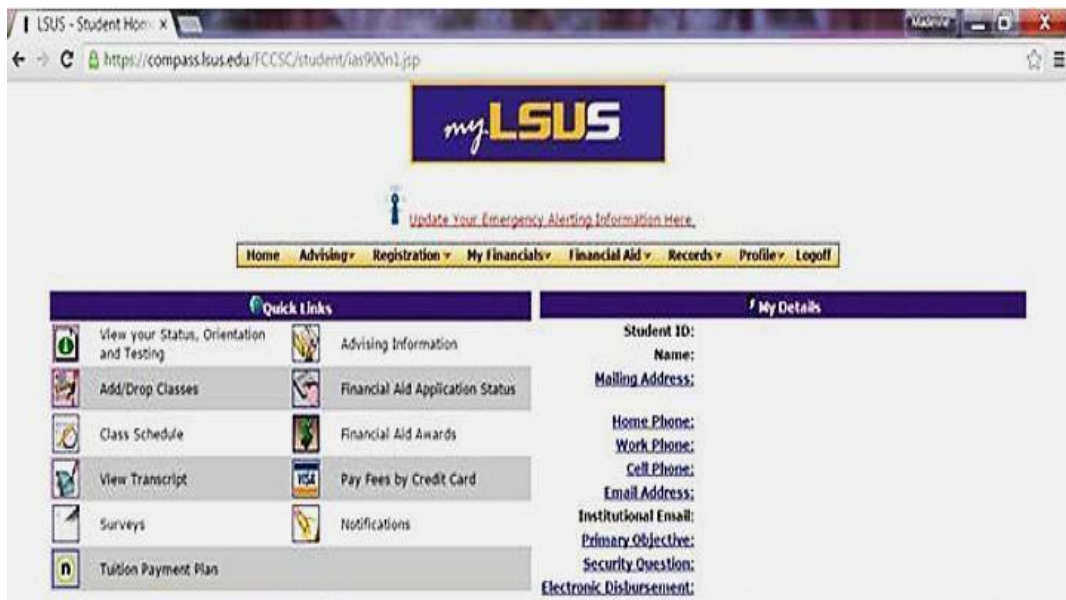 LSUS - Student Hom
https://compass.lsus.edu/FCCSC/student/ias900n1.jsp
my LSUS
Update Your Emergency Alerting Information Here.
Home Advising Registration My Financials Financial Aid Records Profile Logoff
Quick Links
View your Status, Orientation and Testing
Advising Information
Add/Drop Classes
Financial Aid Application Status
Class Schedule
Financial Aid Awards
View Transcript
VISA
Pay Fees by Credit Card
Surveys
Notifications
n
Tuition Payment Plan
My Details
Student ID:
Name:
Mailing Address:
Home Phone:
Work Phone:
Cell Phone:
Email Address:
Institutional Email:
Primary Objective:
Security Question:
Electronic Disbursement: